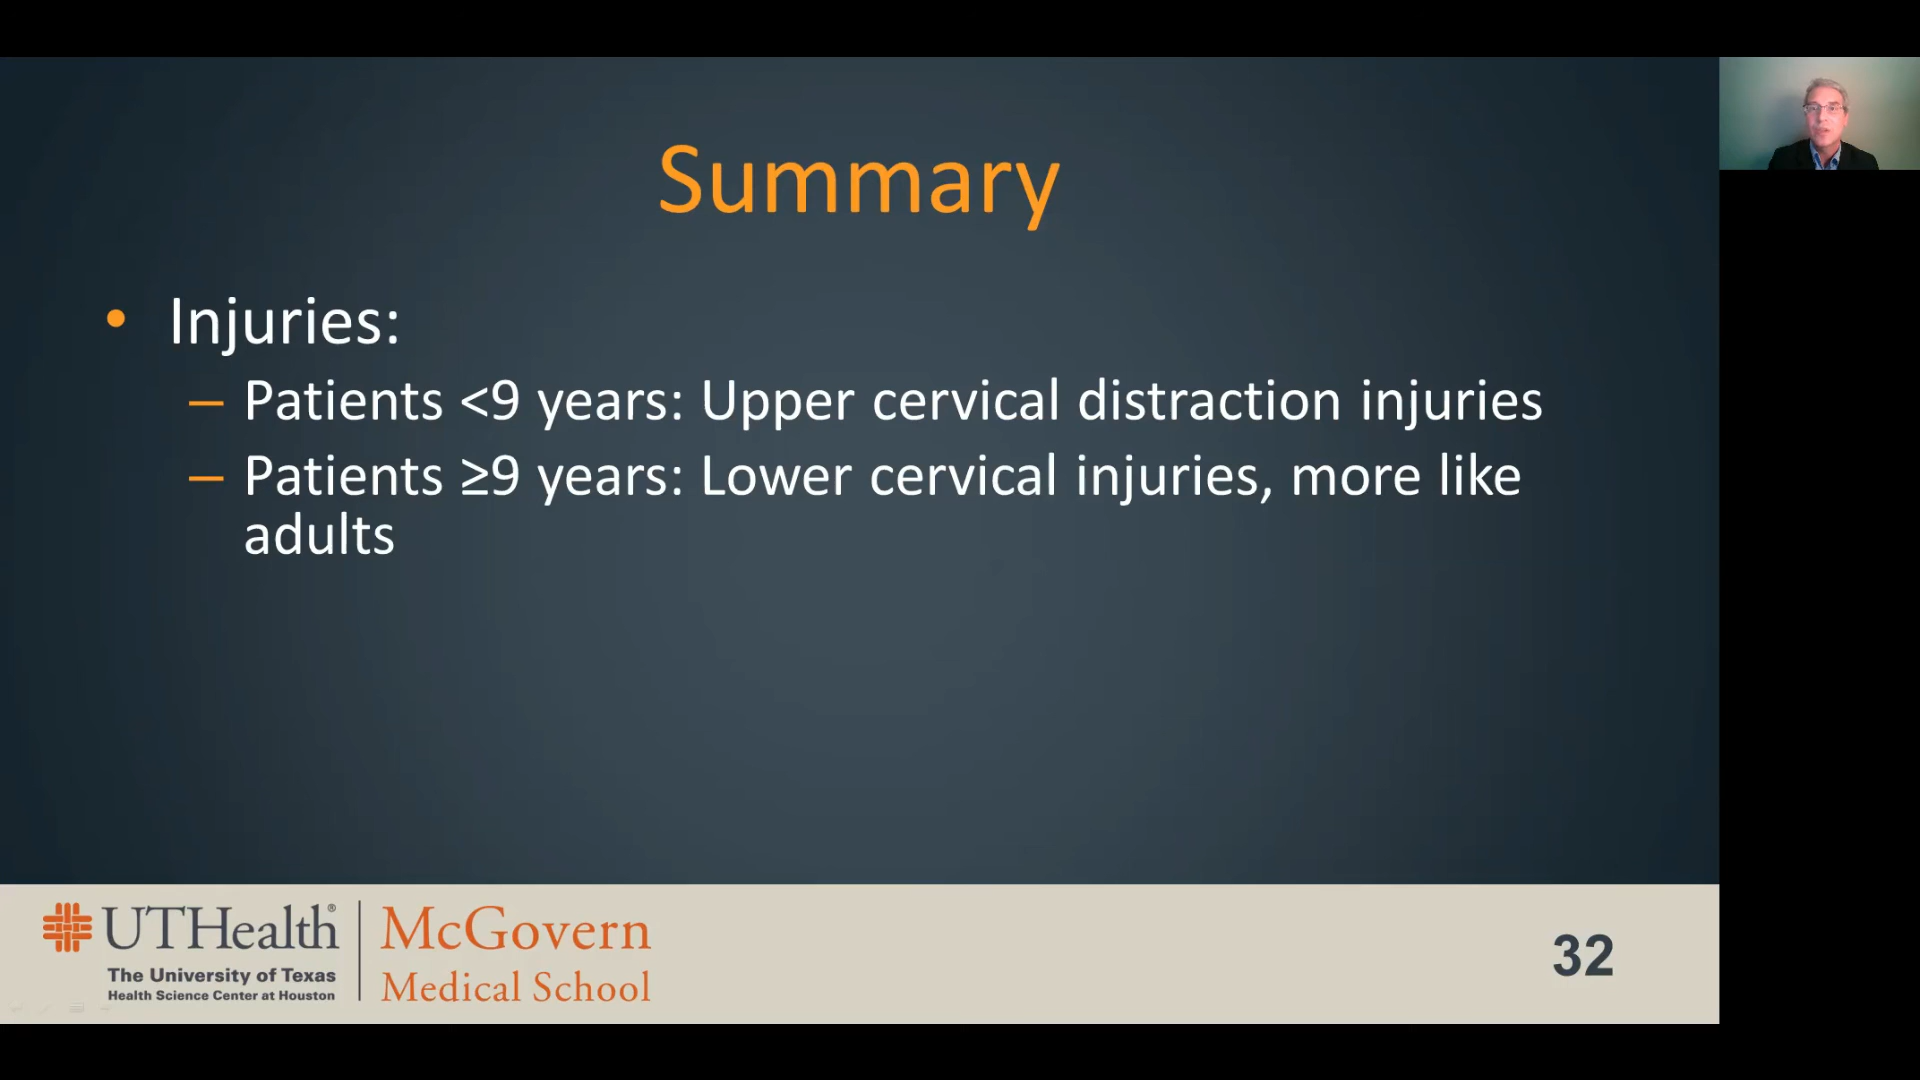 Summary
• Injuries:
– Patients <9 years: Upper cervical distraction injuries
– Patients ≥9 years: Lower cervical injuries, more like
adults
UTHealth®
The University of Texas
Health Science Center at Houston
McGovern
Medical School
32